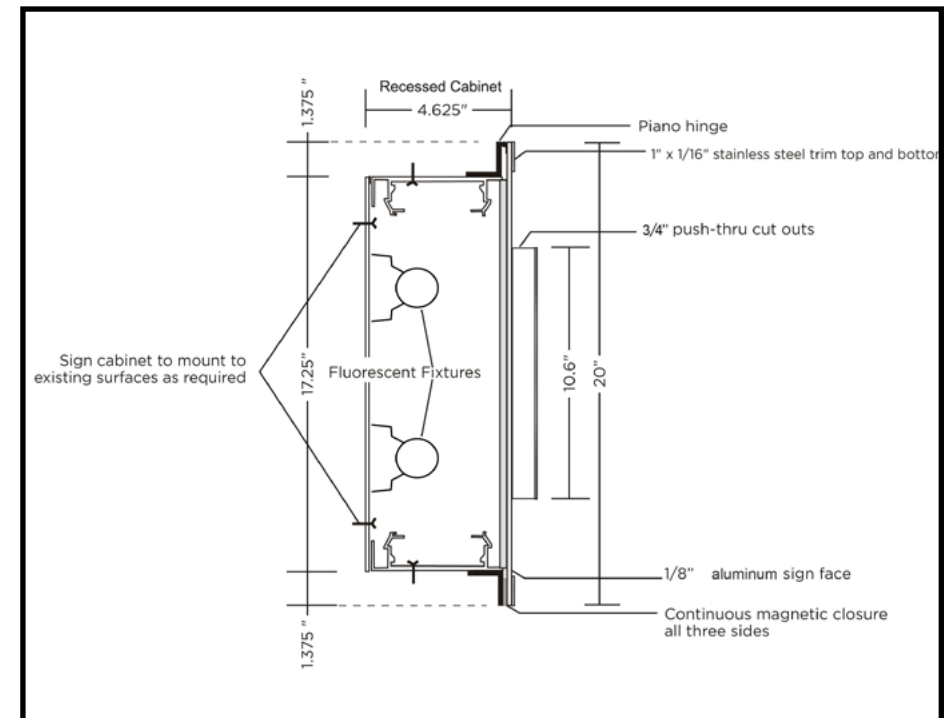 1.375 "
Recessed Cabinet
4.625"
Piano hinge
1" x 1/16" stainless steel trim top and bottom
3/4" push-thru cut outs
Sign cabinet to mount to
existing surfaces as required
17.25"
Fluorescent Fixtures
10.6"
20"
1/8" aluminum sign face
Continuous magnetic closure
all three sides
1.375 "